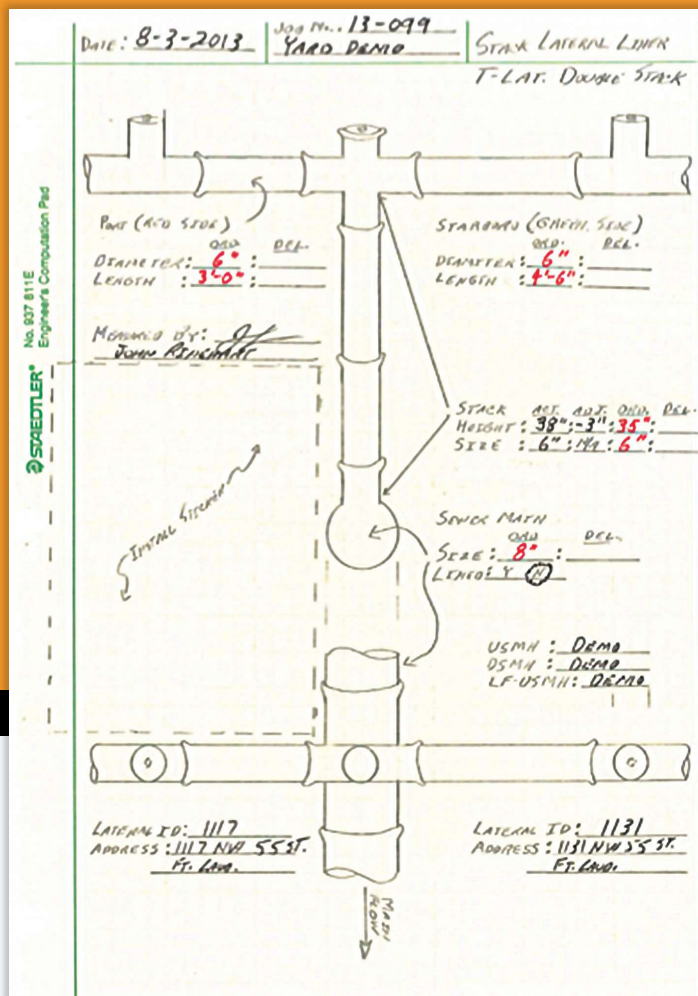 DATE: 8-3-2013
JOB No.: 13-099
YARD DEMO
STACK LATERAL LINER
T-LAT. DOUBLE STACK
No. 937 811E
Engineer's Computation Pad
STAEDTLER®
PORT (RED SIDE)
ORD. DEL.
DIAMETER: 6" :
LENGTH : 3'-0" :
STARBOARD (GREEN SIDE)
ORD. DEL.
DIAMETER: 6" :
LENGTH : 4'-6" :
MEASURED BY:
JOHN RINEHART
STACK ACT. ADJ. ORD. DEL.
HEIGHT : 38" : -3" : 35" :
SIZE : 6" : N/A : 6" :
INSTALL SKETCH
SEWER MAIN
ORD DEL.
SIZE: 8" :
LINED: Y N
USMH : DEMO
DSMH : DEMO
LF-USMH: DEMO
LATERAL ID: 1117
ADDRESS: 1117 NW 55 ST.
FT. LAUD.
LATERAL ID: 1131
ADDRESS: 1131 NW 55 ST.
FT. LAUD.
MAIN
FLOW